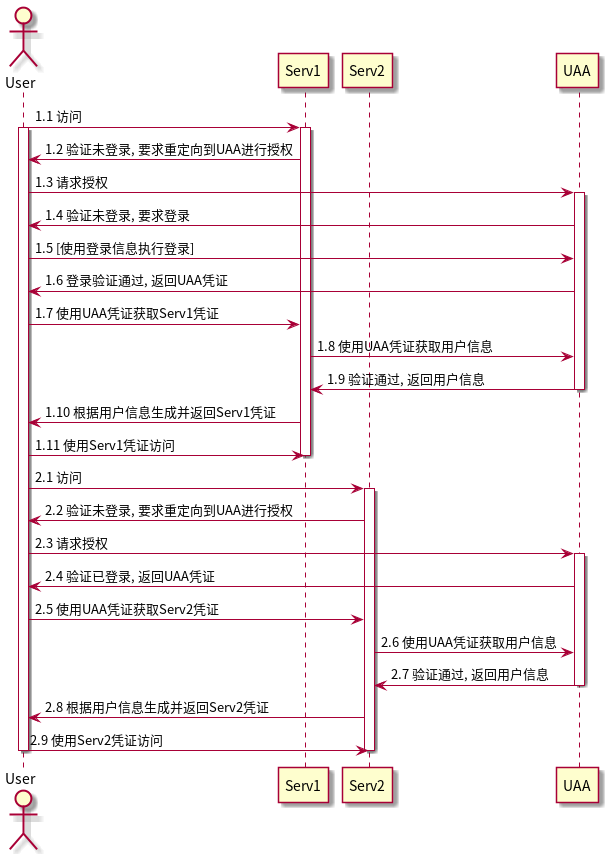 User
Serv1
Serv2
UAA
1.1 访问
1.2 验证未登录, 要求重定向到UAA进行授权
1.3 请求授权
1.4 验证未登录, 要求登录
1.5 [使用登录信息执行登录]
1.6 登录验证通过, 返回UAA凭证
1.7 使用UAA凭证获取Serv1凭证
1.8 使用UAA凭证获取用户信息
1.9 验证通过, 返回用户信息
1.10 根据用户信息生成并返回Serv1凭证
1.11 使用Serv1凭证访问
2.1 访问
2.2 验证未登录, 要求重定向到UAA进行授权
2.3 请求授权
2.4 验证已登录, 返回UAA凭证
2.5 使用UAA凭证获取Serv2凭证
2.6 使用UAA凭证获取用户信息
2.7 验证通过, 返回用户信息
2.8 根据用户信息生成并返回Serv2凭证
2.9 使用Serv2凭证访问
User
Serv1
Serv2
UAA